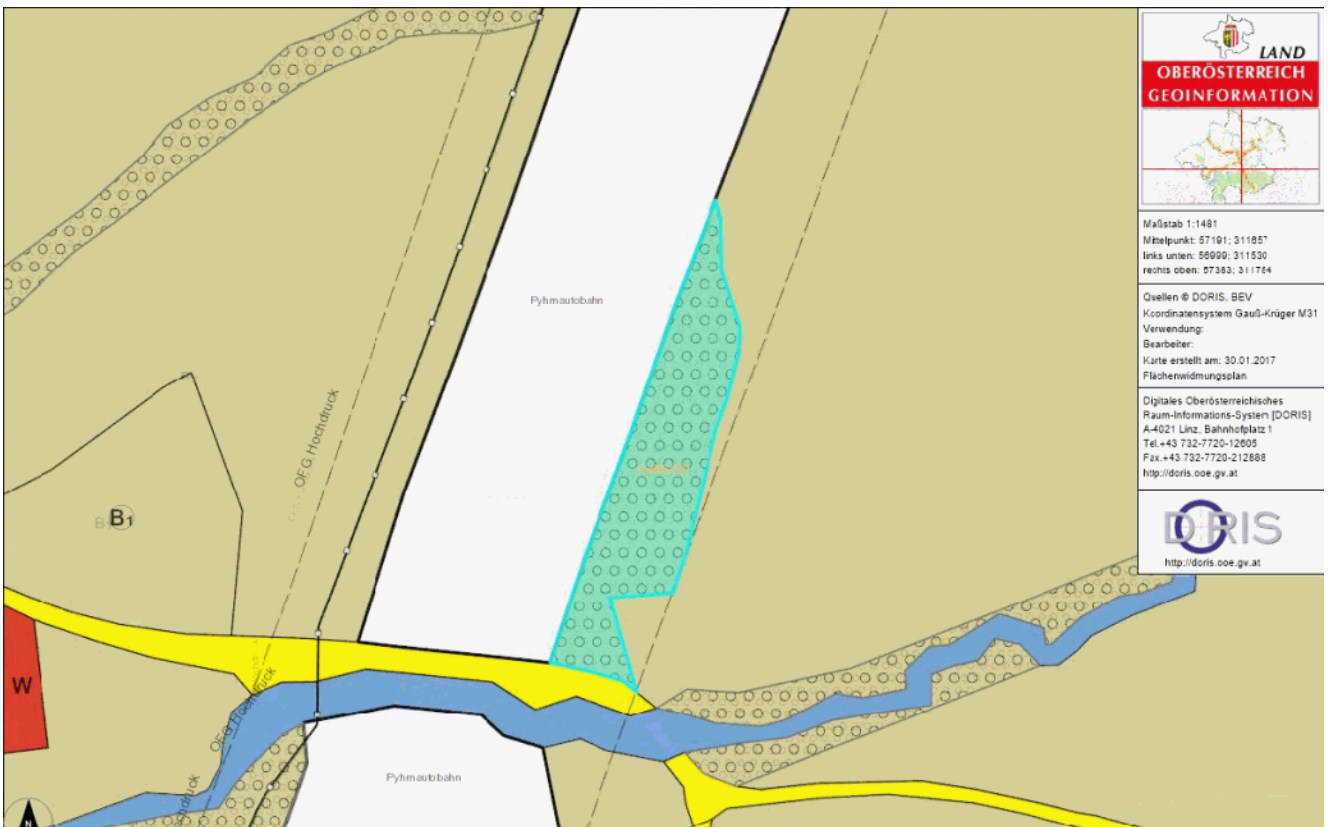 LAND
OBERÖSTERREICH
GEOINFORMATION
Maßstab 1:1481
Mittelpunkt: 57191; 311657
links unten: 56999; 311530
rechts oben: 57383; 311784
Quellen © DORIS, BEV
Koordinatensystem Gauß-Krüger M31
Verwendung:
Bearbeiter:
Karte erstellt am: 30.01.2017
Flächenwidmungsplan
Digitales Oberösterreichisches
Raum-Informations-System [DORIS]
A-4021 Linz, Bahnhofplatz 1
Tel.+43 732-7720-12605
Fax.+43 732-7720-212888
http://doris.ooe.gv.at
DORIS
http://doris.ooe.gv.at
Pyhrnautobahn
OFG Hochdruck
B1
W
OFG Hochdruck
Pyhrnautobahn
N